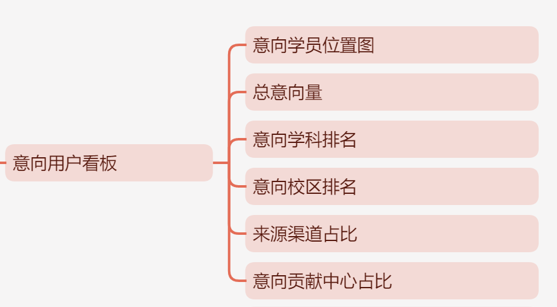 意向学员位置图
总意向量
意向学科排名
意向用户看板
意向校区排名
来源渠道占比
意向贡献中心占比